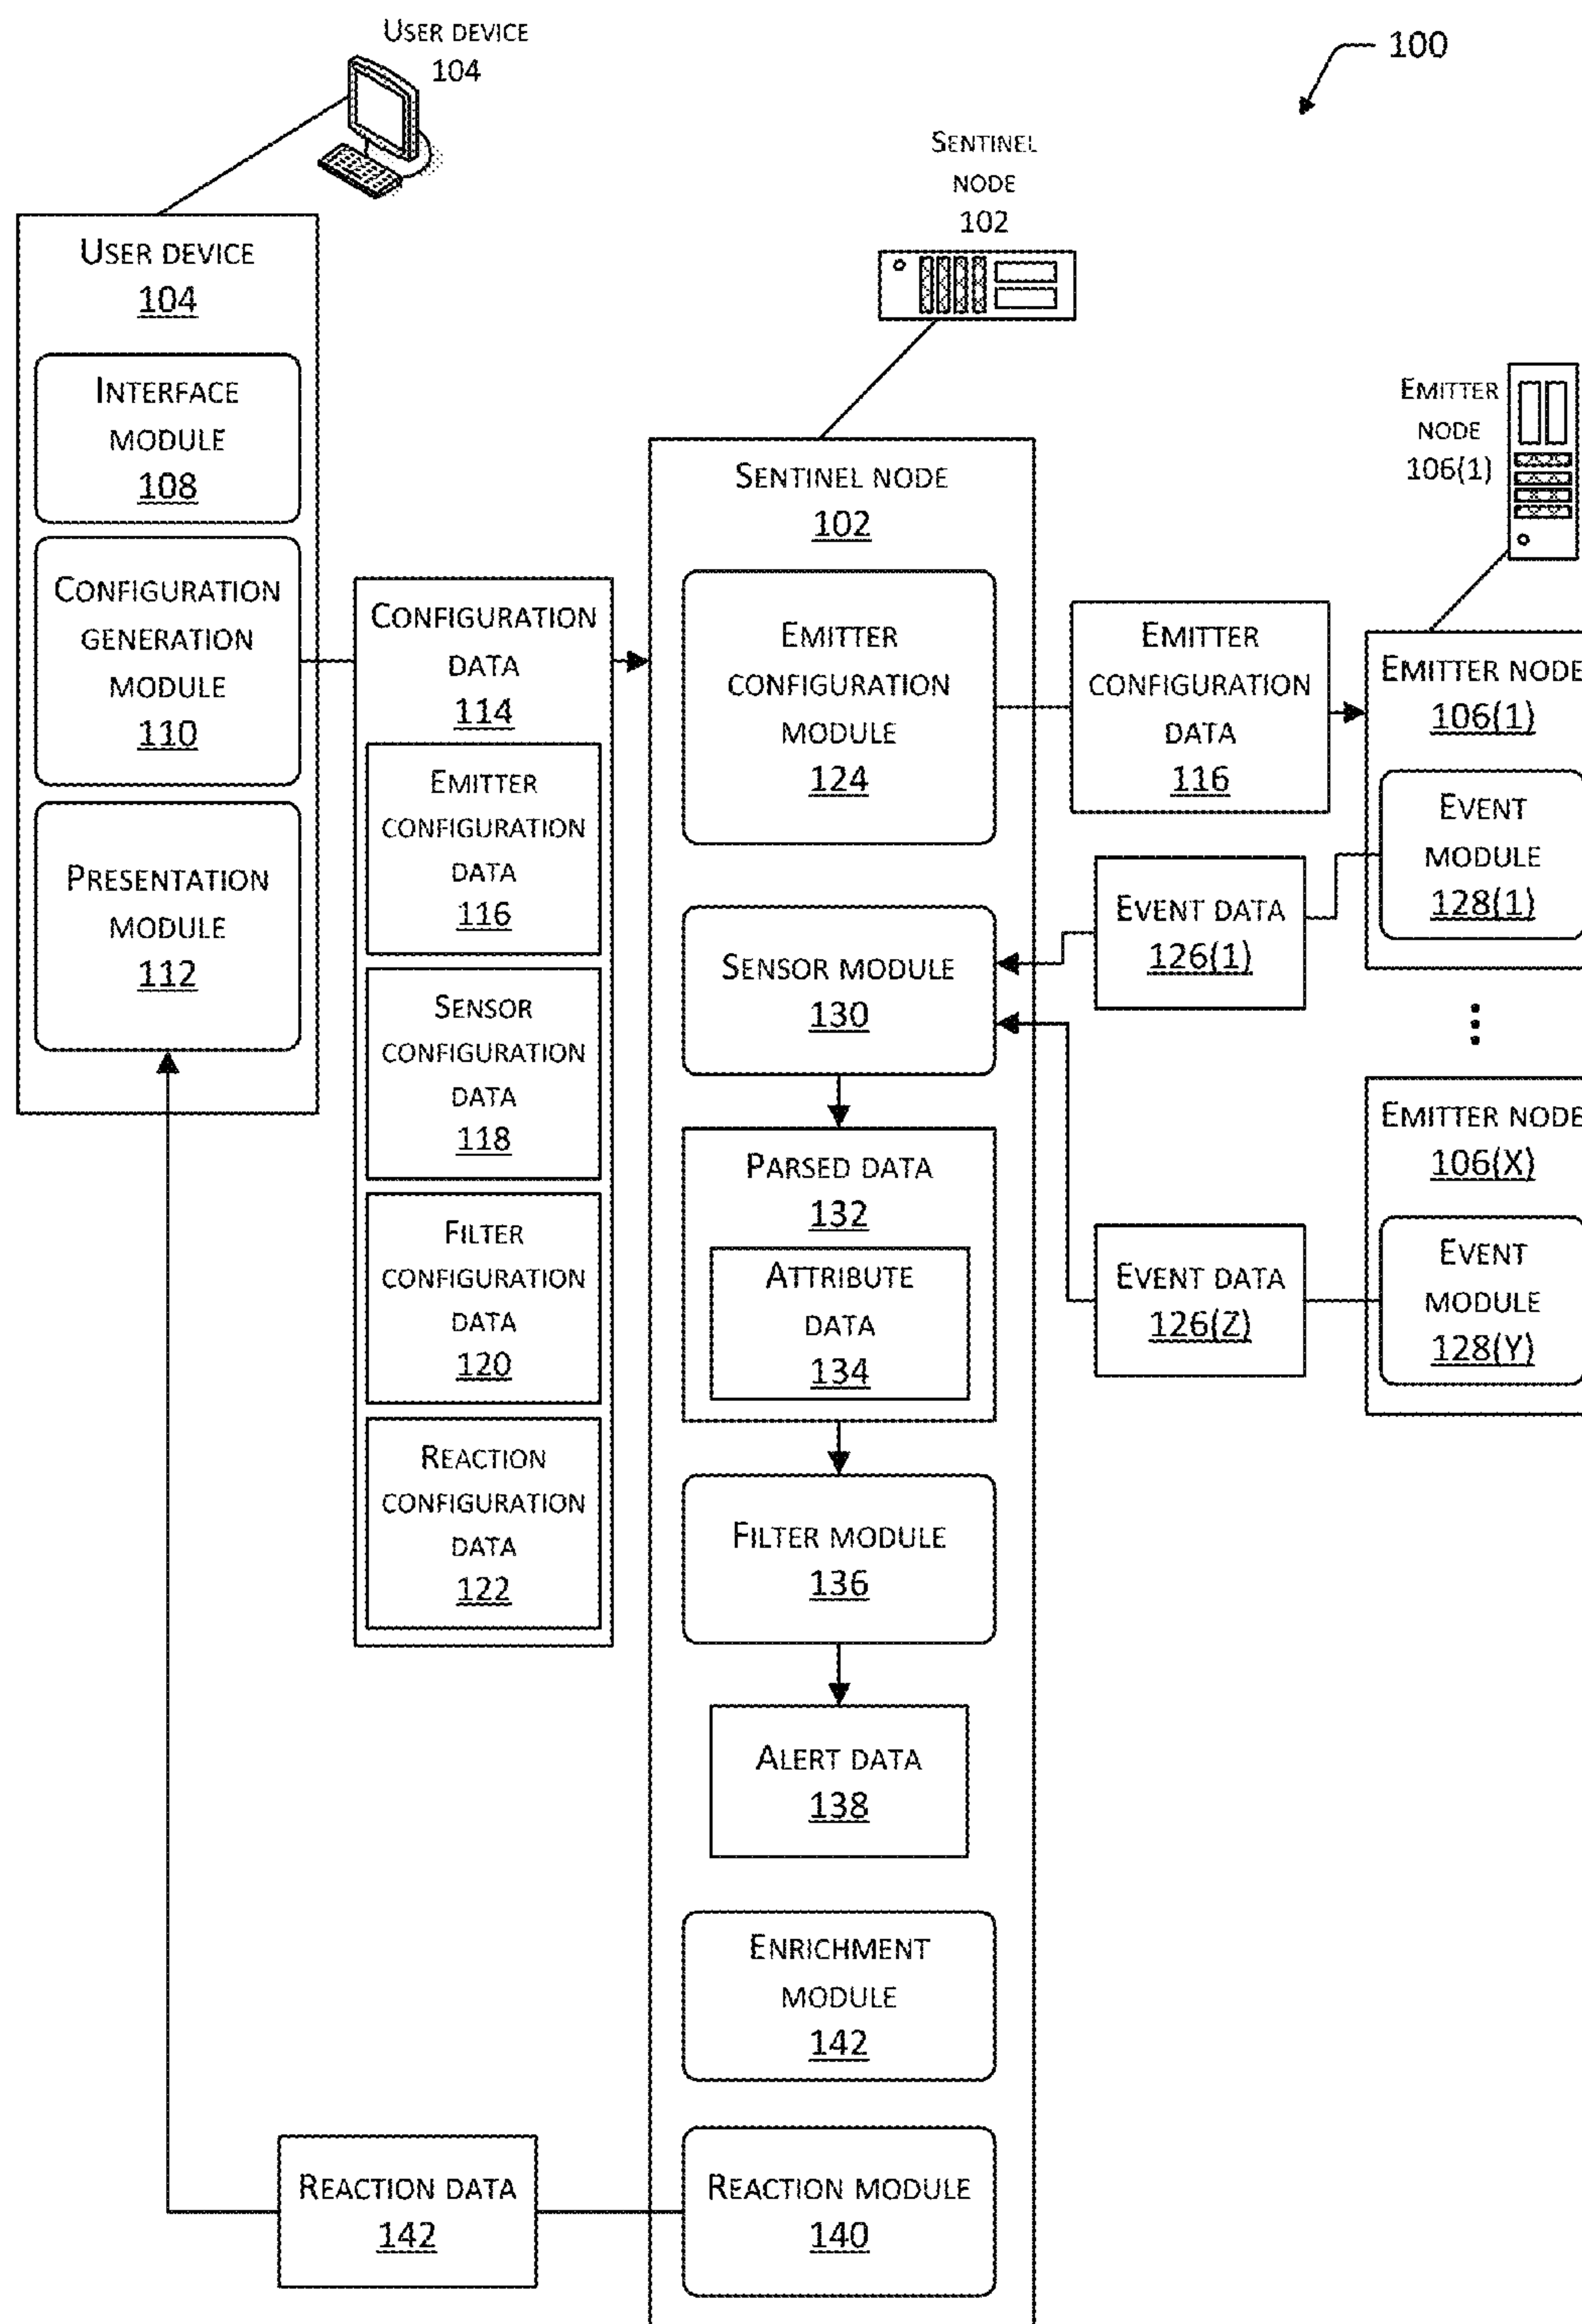 USER DEVICE
104
100
SENTINEL
NODE
102
USER DEVICE
104
INTERFACE
MODULE
108
CONFIGURATION
GENERATION
MODULE
110
PRESENTATION
MODULE
112
CONFIGURATION
DATA
114
EMITTER
CONFIGURATION
DATA
116
SENSOR
CONFIGURATION
DATA
118
FILTER
CONFIGURATION
DATA
120
REACTION
CONFIGURATION
DATA
122
SENTINEL NODE
102
EMITTER
CONFIGURATION
MODULE
124
SENSOR MODULE
130
PARSED DATA
132
ATTRIBUTE
DATA
134
FILTER MODULE
136
ALERT DATA
138
ENRICHMENT
MODULE
142
REACTION MODULE
140
REACTION DATA
142
EMITTER
CONFIGURATION
DATA
116
EVENT DATA
126(1)
EVENT DATA
126(Z)
EMITTER
NODE
106(1)
EMITTER NODE
106(1)
EVENT
MODULE
128(1)
EMITTER NODE
106(X)
EVENT
MODULE
128(Y)